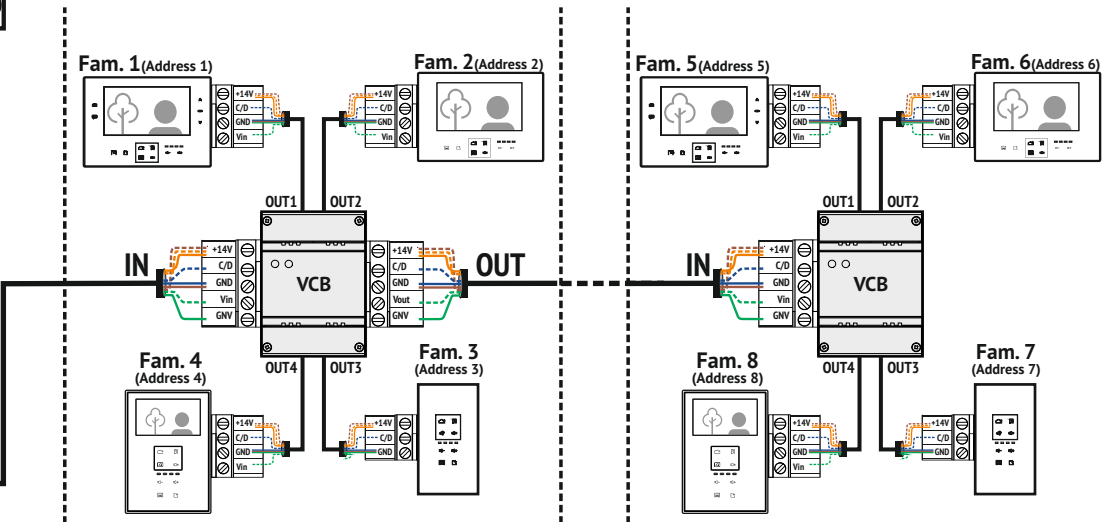 Fam. 1 (Address 1)
+14V
C/D
GND
Vin
Fam. 2 (Address 2)
+14V
C/D
GND
Vin
OUT1
OUT2
IN
+14V
C/D
GND
Vin
GNV
VCB
+14V
C/D
GND
Vout
GNV
OUT
OUT4
OUT3
Fam. 4
(Address 4)
+14V
C/D
GND
Vin
Fam. 3
(Address 3)
+14V
C/D
GND
Fam. 5 (Address 5)
+14V
C/D
GND
Vin
Fam. 6 (Address 6)
+14V
C/D
GND
Vin
OUT1
OUT2
IN
+14V
C/D
GND
Vin
GNV
VCB
OUT4
OUT3
Fam. 8
(Address 8)
+14V
C/D
GND
Vin
Fam. 7
(Address 7)
+14V
C/D
GND